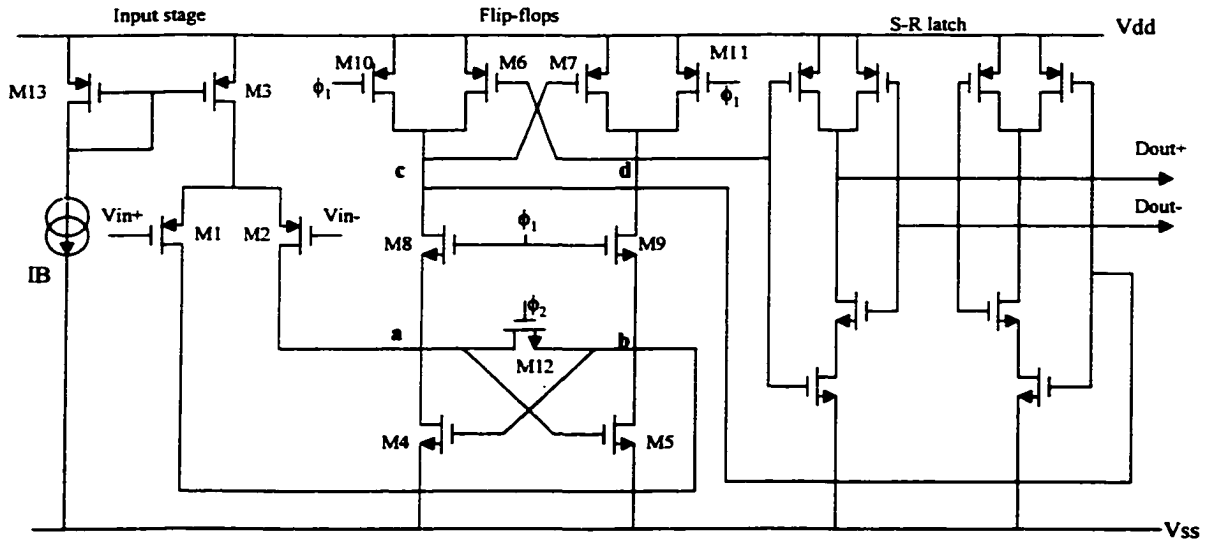 Input stage
Flip-flops
S-R latch
Vdd
M10
M6
M7
M11
M13
M3
ϕ1
ϕ1
c
d
Dout+
Dout-
Vin+
M1
M2
Vin-
ϕ1
M8
M9
IB
ϕ2
a
b
M12
M4
M5
Vss